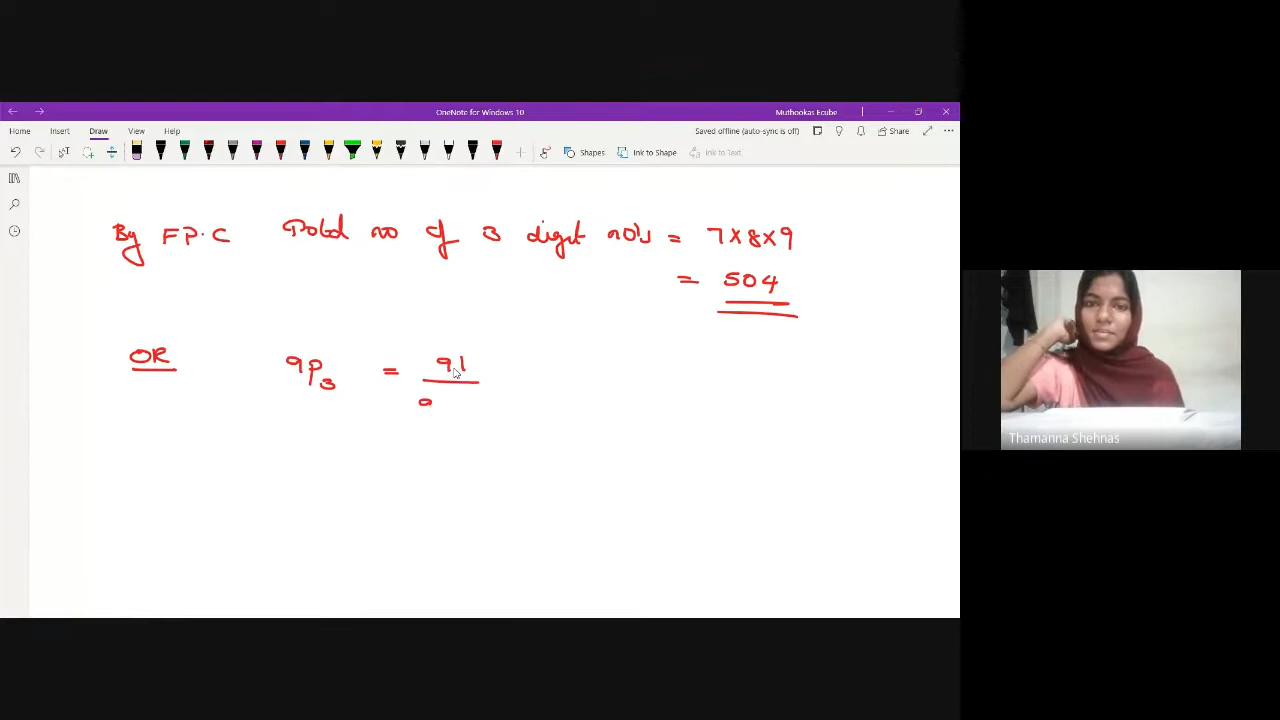 OneNote for Windows 10
Muthookas Ecube
Home Insert Draw View Help
Saved offline (auto-sync is off)
Share
Shapes
Ink to Shape
Ink to Text
By F.P.C Total no of 3 digit no's = 7×8×9
= 504
OR 9P3 = 9!
9
Thamanna Shehnas